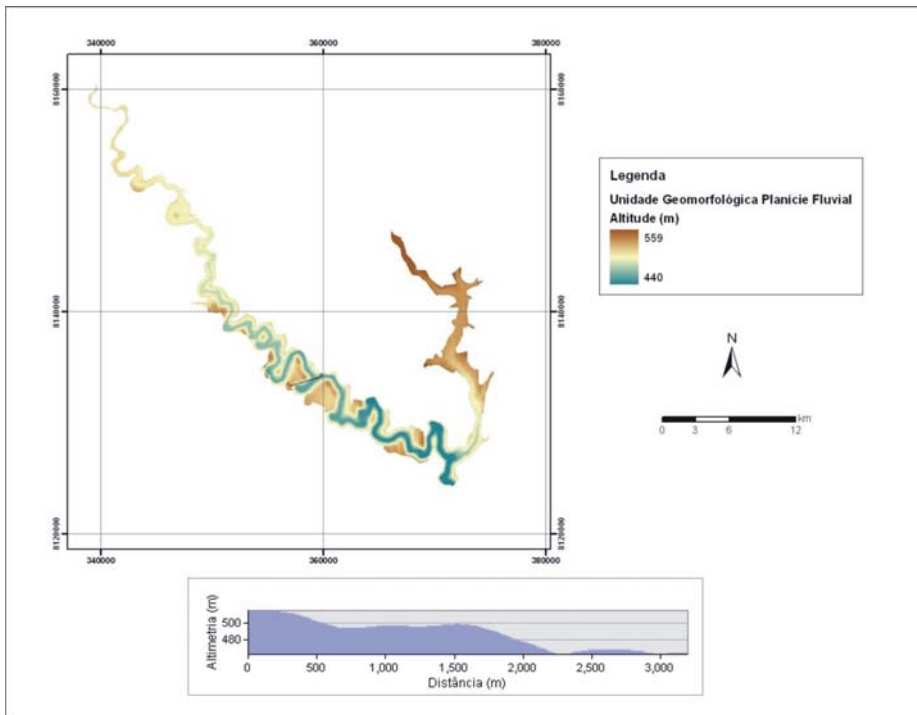 340000 360000 380000
8160000 8160000
8140000 8140000
8120000 8120000
340000 360000 380000
Legenda
Unidade Geomorfológica Planície Fluvial
Altitude (m)
559
440
N
km
0 3 6 12
Altimetria (m)
500
480
0 500 1,000 1,500 2,000 2,500 3,000
Distância (m)